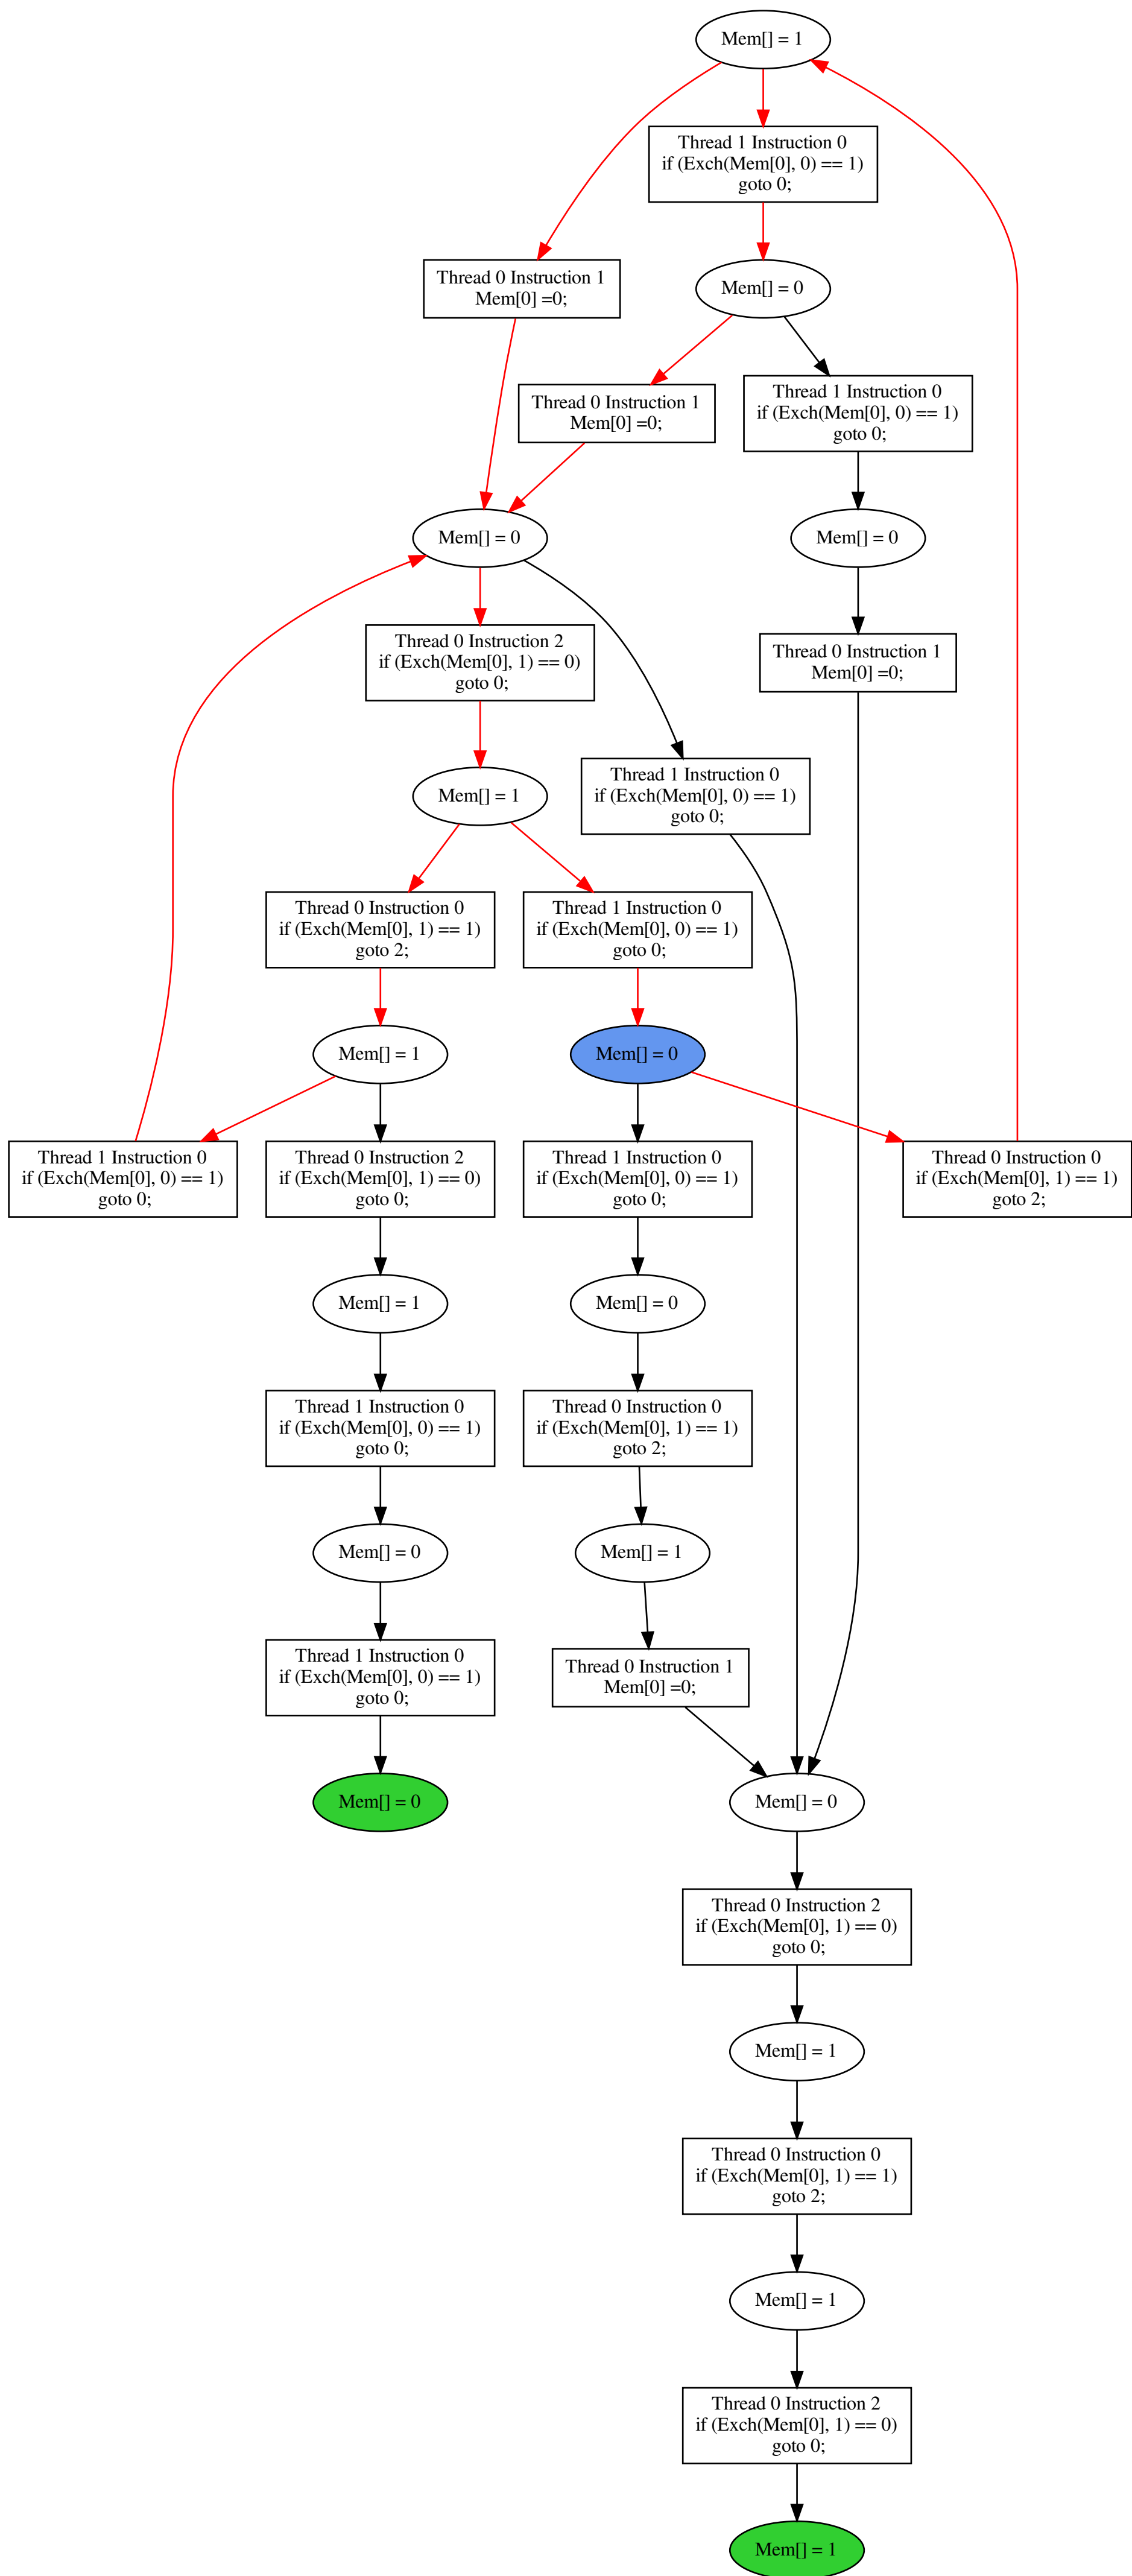 Mem[] = 1
Thread 1 Instruction 0
if (Exch(Mem[0], 0) == 1)
goto 0;
Thread 0 Instruction 1
Mem[0] =0;
Mem[] = 0
Thread 0 Instruction 1
Mem[0] =0;
Thread 1 Instruction 0
if (Exch(Mem[0], 0) == 1)
goto 0;
Mem[] = 0
Mem[] = 0
Thread 0 Instruction 2
if (Exch(Mem[0], 1) == 0)
goto 0;
Thread 0 Instruction 1
Mem[0] =0;
Mem[] = 1
Thread 1 Instruction 0
if (Exch(Mem[0], 0) == 1)
goto 0;
Thread 0 Instruction 0
if (Exch(Mem[0], 1) == 1)
goto 2;
Thread 1 Instruction 0
if (Exch(Mem[0], 0) == 1)
goto 0;
Mem[] = 1
Mem[] = 0
Thread 1 Instruction 0
if (Exch(Mem[0], 0) == 1)
goto 0;
Thread 0 Instruction 2
if (Exch(Mem[0], 1) == 0)
goto 0;
Thread 1 Instruction 0
if (Exch(Mem[0], 0) == 1)
goto 0;
Thread 0 Instruction 0
if (Exch(Mem[0], 1) == 1)
goto 2;
Mem[] = 1
Mem[] = 0
Thread 1 Instruction 0
if (Exch(Mem[0], 0) == 1)
goto 0;
Thread 0 Instruction 0
if (Exch(Mem[0], 1) == 1)
goto 2;
Mem[] = 0
Mem[] = 1
Thread 1 Instruction 0
if (Exch(Mem[0], 0) == 1)
goto 0;
Thread 0 Instruction 1
Mem[0] =0;
Mem[] = 0
Mem[] = 0
Thread 0 Instruction 2
if (Exch(Mem[0], 1) == 0)
goto 0;
Mem[] = 1
Thread 0 Instruction 0
if (Exch(Mem[0], 1) == 1)
goto 2;
Mem[] = 1
Thread 0 Instruction 2
if (Exch(Mem[0], 1) == 0)
goto 0;
Mem[] = 1